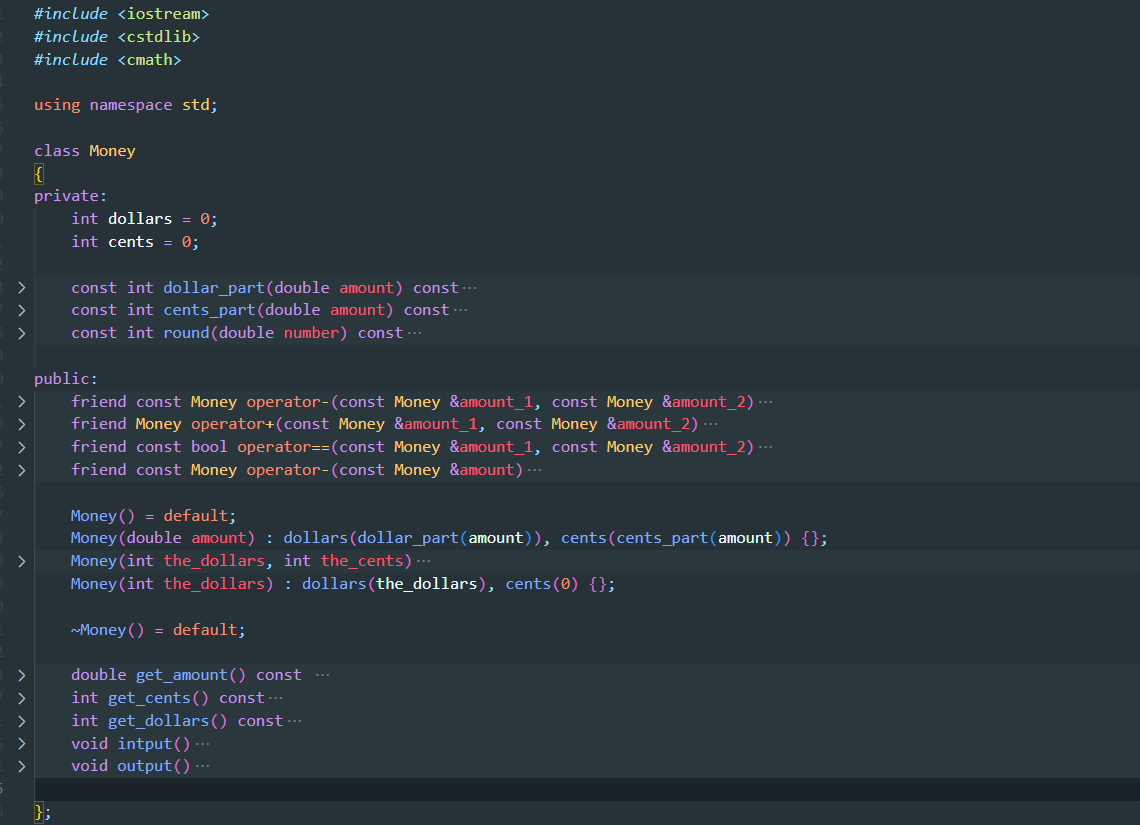 #include <iostream>
#include <cstdlib>
#include <cmath>
using namespace std;
class Money
{
private:
int dollars = 0;
int cents = 0;
const int dollar_part(double amount) const ···
const int cents_part(double amount) const ···
const int round(double number) const ···
public:
friend const Money operator-(const Money &amount_1, const Money &amount_2) ···
friend Money operator+(const Money &amount_1, const Money &amount_2) ···
friend const bool operator==(const Money &amount_1, const Money &amount_2) ···
friend const Money operator-(const Money &amount) ···
Money() = default;
Money(double amount) : dollars(dollar_part(amount)), cents(cents_part(amount)) {};
Money(int the_dollars, int the_cents) ···
Money(int the_dollars) : dollars(the_dollars), cents(0) {};
~Money() = default;
double get_amount() const ···
int get_cents() const ···
int get_dollars() const ···
void intput() ···
void output() ···
};